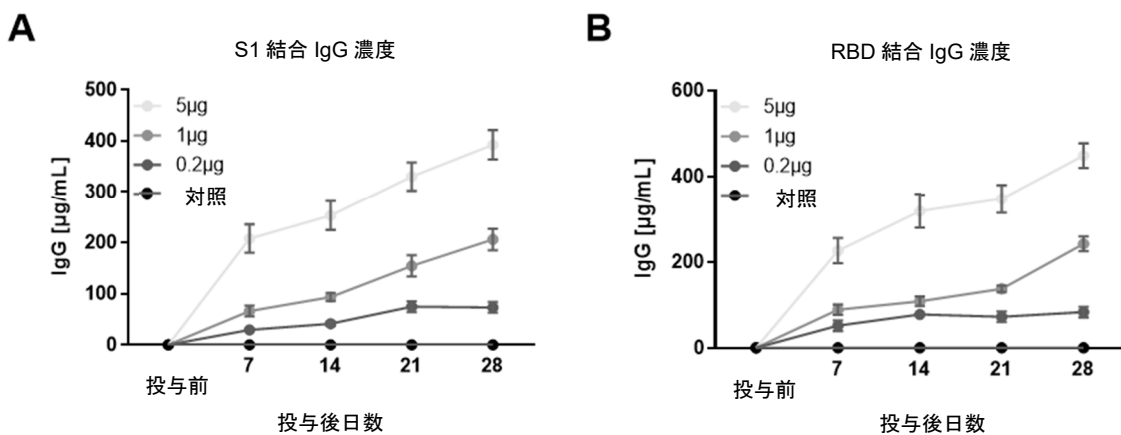 A
S1 結合 IgG 濃度
500
400
300
200
100
0
IgG [µg/mL]
5µg
1µg
0.2µg
対照
投与前
7
14
21
28
投与後日数
B
RBD 結合 IgG 濃度
600
400
200
0
IgG [µg/mL]
5µg
1µg
0.2µg
対照
投与前
7
14
21
28
投与後日数